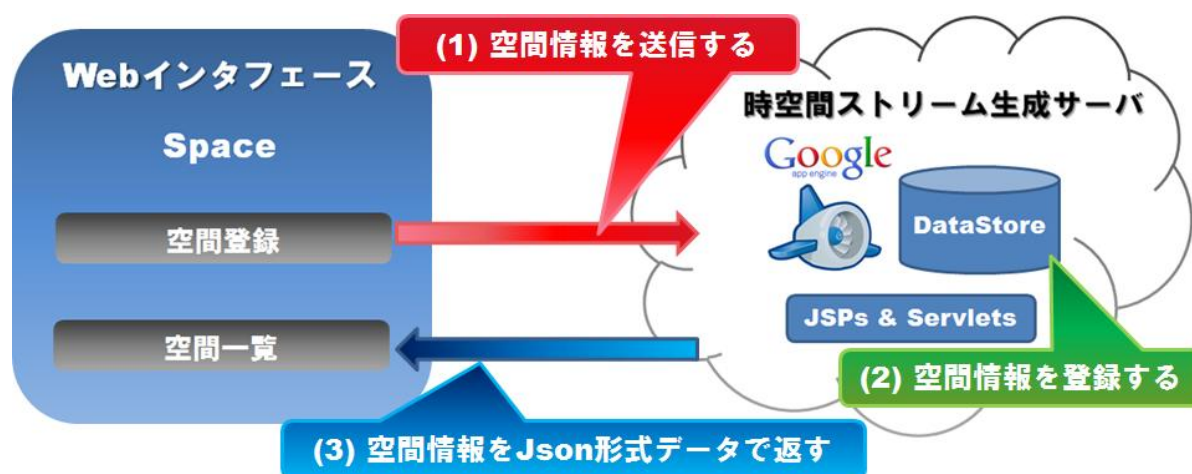 (1) 空間情報を送信する
Webインタフェース
Space
空間登録
空間一覧
時空間ストリーム生成サーバ
Google
app engine
DataStore
JSPs & Servlets
(2) 空間情報を登録する
(3) 空間情報をJson形式データで返す